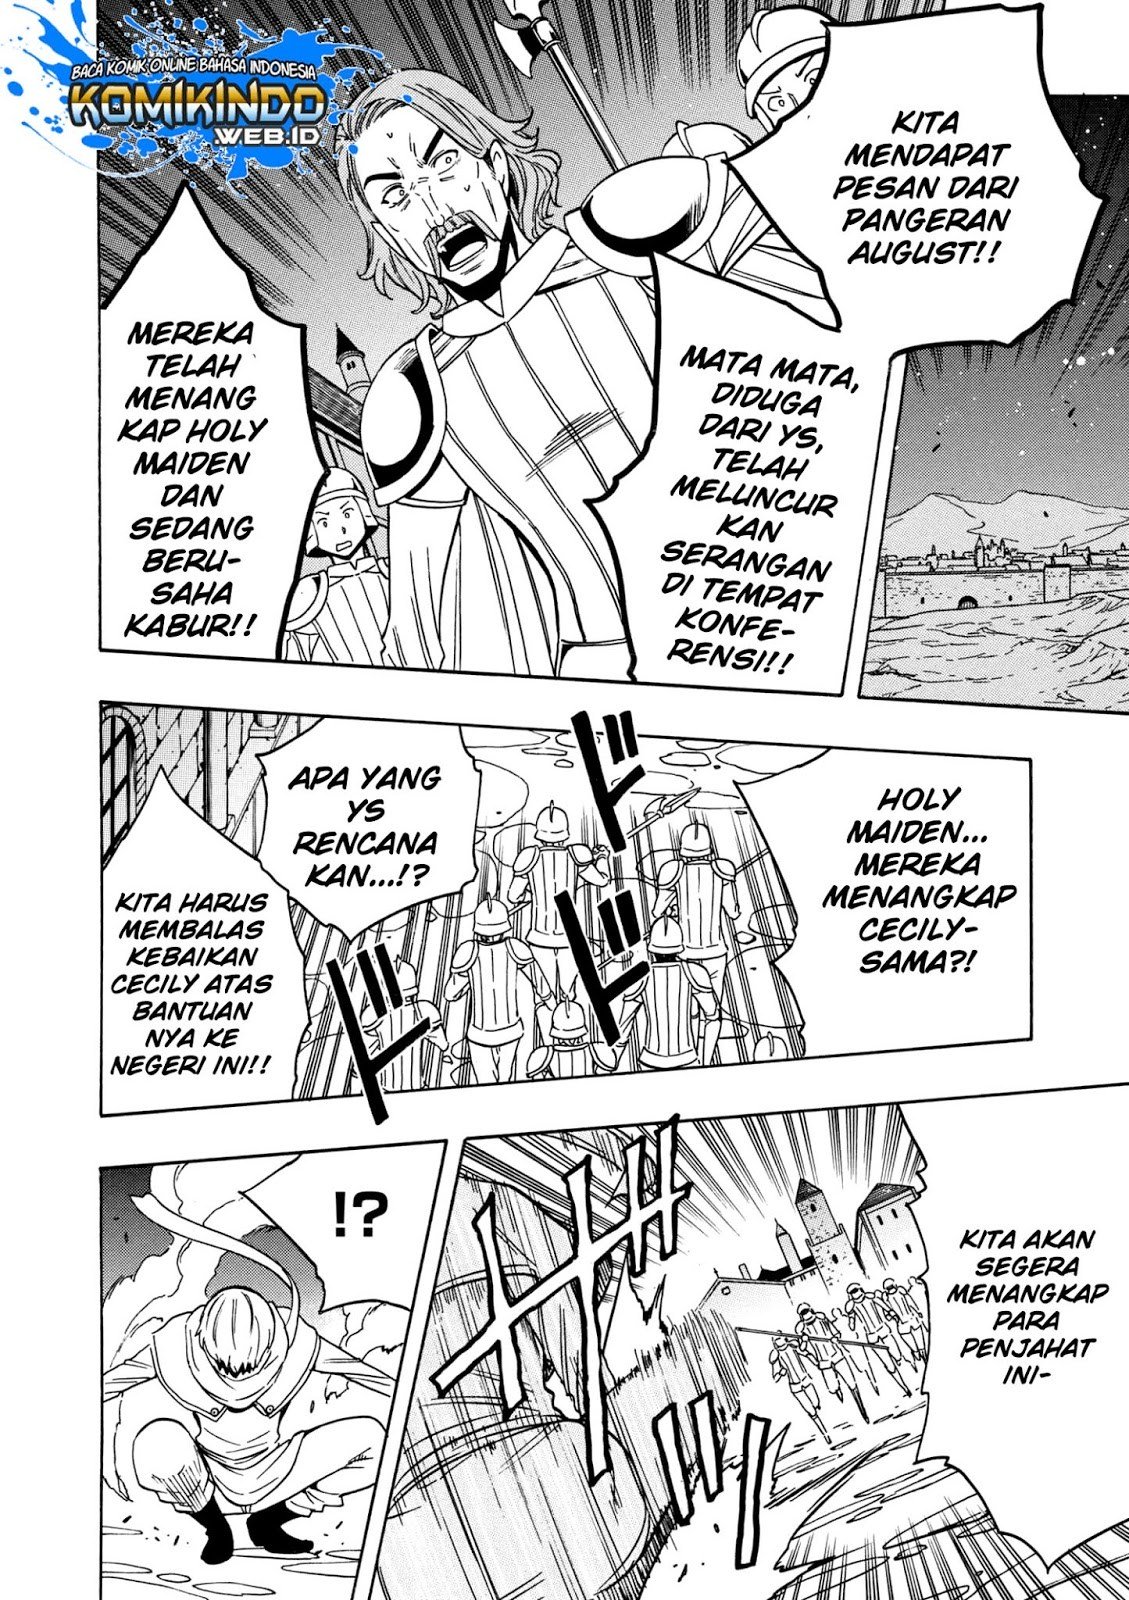 BACA KOMIK ONLINE BAHASA INDONESIA
KOMIKINDO
.WEB.ID
KITA
MENDAPAT
PESAN DARI
PANGERAN
AUGUST!!
MATA MATA,
DIDUGA
DARI YS,
TELAH
MELUNCUR
KAN
SERANGAN
DI TEMPAT
KONFE-
RENSI!!
MEREKA
TELAH
MENANG
KAP HOLY
MAIDEN
DAN
SEDANG
BERU-
SAHA
KABUR!!
HOLY
MAIDEN...
MEREKA
MENANGKAP
CECILY-
SAMA?!
ド
ド
ド
APA YANG
YS
RENCANA
KAN...!?
KITA HARUS
MEMBALAS
KEBAIKAN
CECILY ATAS
BANTUAN
NYA KE
NEGERI INI!!
KITA AKAN
SEGERA
MENANGKAP
PARA
PENJAHAT
INI-
!?